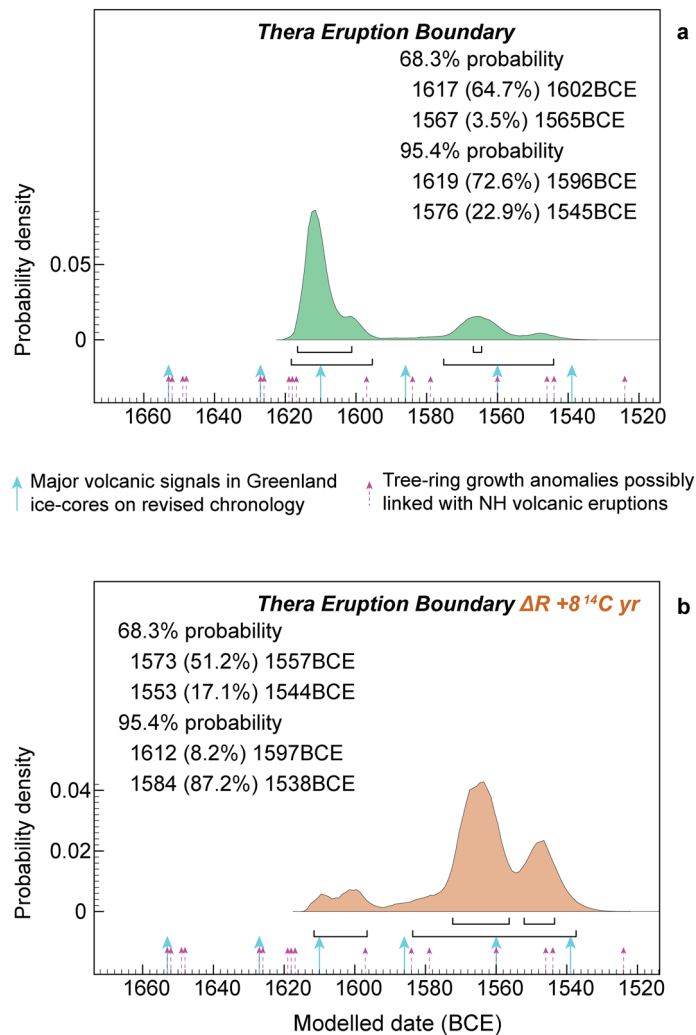 Thera Eruption Boundary
a
68.3% probability
1617 (64.7%) 1602BCE
1567 (3.5%) 1565BCE
95.4% probability
1619 (72.6%) 1596BCE
1576 (22.9%) 1545BCE
Probability density
0.05
0
1660 1640 1620 1600 1580 1560 1540 1520
Major volcanic signals in Greenland
ice-cores on revised chronology
Tree-ring growth anomalies possibly
linked with NH volcanic eruptions
Thera Eruption Boundary ΔR +8 ¹⁴C yr
b
68.3% probability
1573 (51.2%) 1557BCE
1553 (17.1%) 1544BCE
95.4% probability
1612 (8.2%) 1597BCE
1584 (87.2%) 1538BCE
Probability density
0.04
0.02
0
1660 1640 1620 1600 1580 1560 1540 1520
Modelled date (BCE)